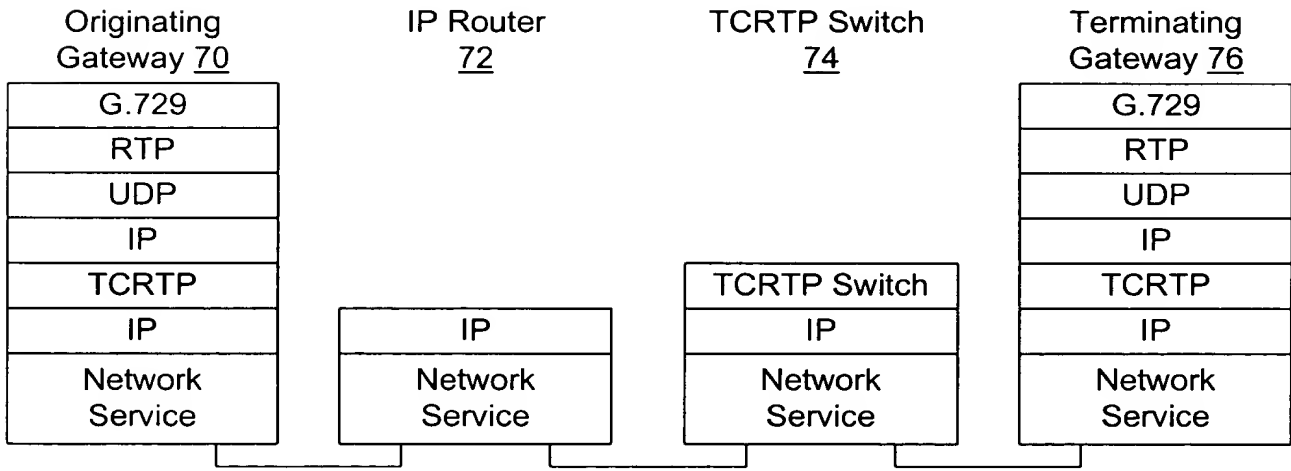 Originating
Gateway 70
IP Router
72
TCRTP Switch
74
Terminating
Gateway 76
G.729
RTP
UDP
IP
TCRTP
IP
Network
Service
IP
Network
Service
TCRTP Switch
IP
Network
Service
G.729
RTP
UDP
IP
TCRTP
IP
Network
Service